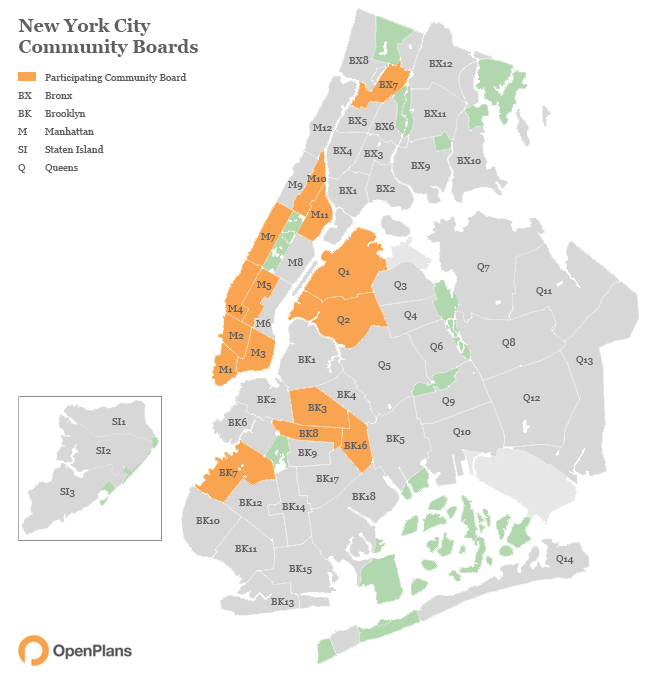 New York City
Community Boards
Participating Community Board
BX Bronx
BK Brooklyn
M Manhattan
SI Staten Island
Q Queens
BX8
BX12
BX7
BX5
BX6
BX11
M12
BX4
BX3
BX9
BX10
M10
M9
BX1
BX2
M11
M7
M8
Q1
Q7
M5
Q3
Q11
M4
Q2
Q4
M6
M2
Q6
Q8
M3
BK1
Q5
Q13
M1
BK4
BK2
BK3
Q9
Q12
BK6
BK8
BK16
BK5
Q10
BK9
BK7
BK17
BK18
BK12
BK14
BK10
BK11
Q14
BK15
BK13
SI1
SI2
SI3
OpenPlans